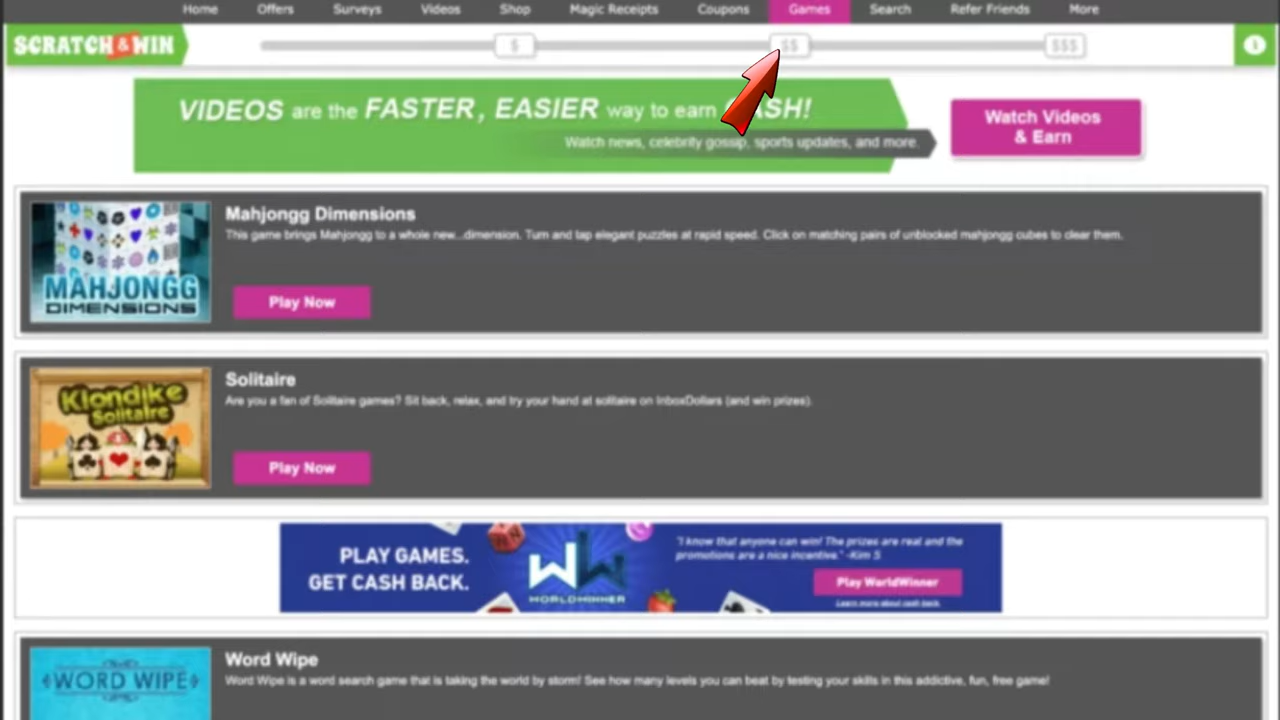 Home Offers Surveys Videos Shop Magic Receipts Coupons Games Search Refer Friends More
SCRATCH & WIN $ $$ $$$
VIDEOS are the FASTER, EASIER way to earn CASH!
Watch news, celebrity gossip, sports updates, and more.
Watch Videos
& Earn
Mahjongg Dimensions
This game brings Mahjongg to a whole new...dimension. Turn and tap elegant puzzles at rapid speed. Click on matching pairs of unblocked mahjongg cubes to clear them.
MAHJONGG
DIMENSIONS
Play Now
Solitaire
Are you a fan of Solitaire games? Sit back, relax, and try your hand at solitaire on InboxDollars (and win prizes).
Klondike
Solitaire
Play Now
PLAY GAMES.
GET CASH BACK.
WW
WORLDWINNER
"I know that anyone can win! The prizes are real and the
promotions are a nice incentive." -Kim S
Play WorldWinner
Learn more about cash back.
Word Wipe
Word Wipe is a word search game that is taking the world by storm! See how many levels you can beat by testing your skills in this addictive, fun, free game!
WORD WIPE